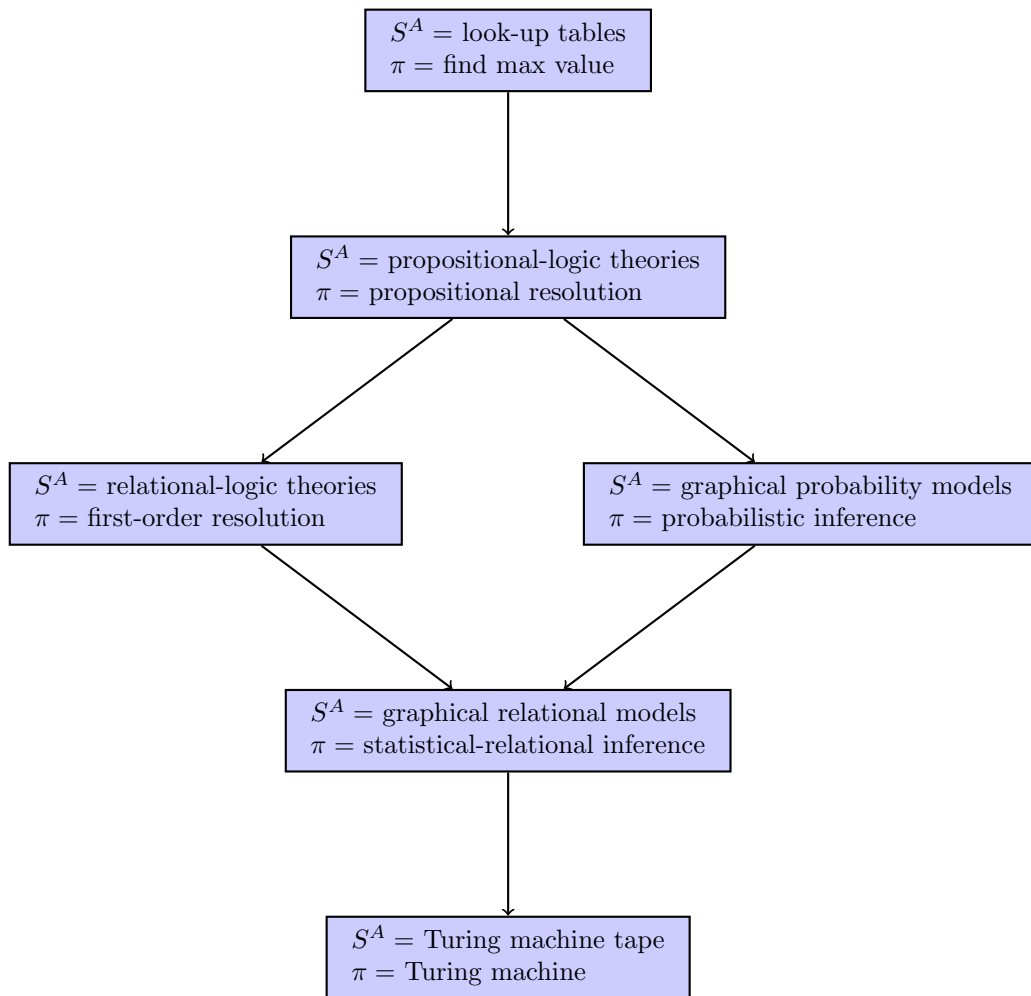 S^A = look-up tables
π = find max value
S^A = propositional-logic theories
π = propositional resolution
S^A = relational-logic theories
π = first-order resolution
S^A = graphical probability models
π = probabilistic inference
S^A = graphical relational models
π = statistical-relational inference
S^A = Turing machine tape
π = Turing machine